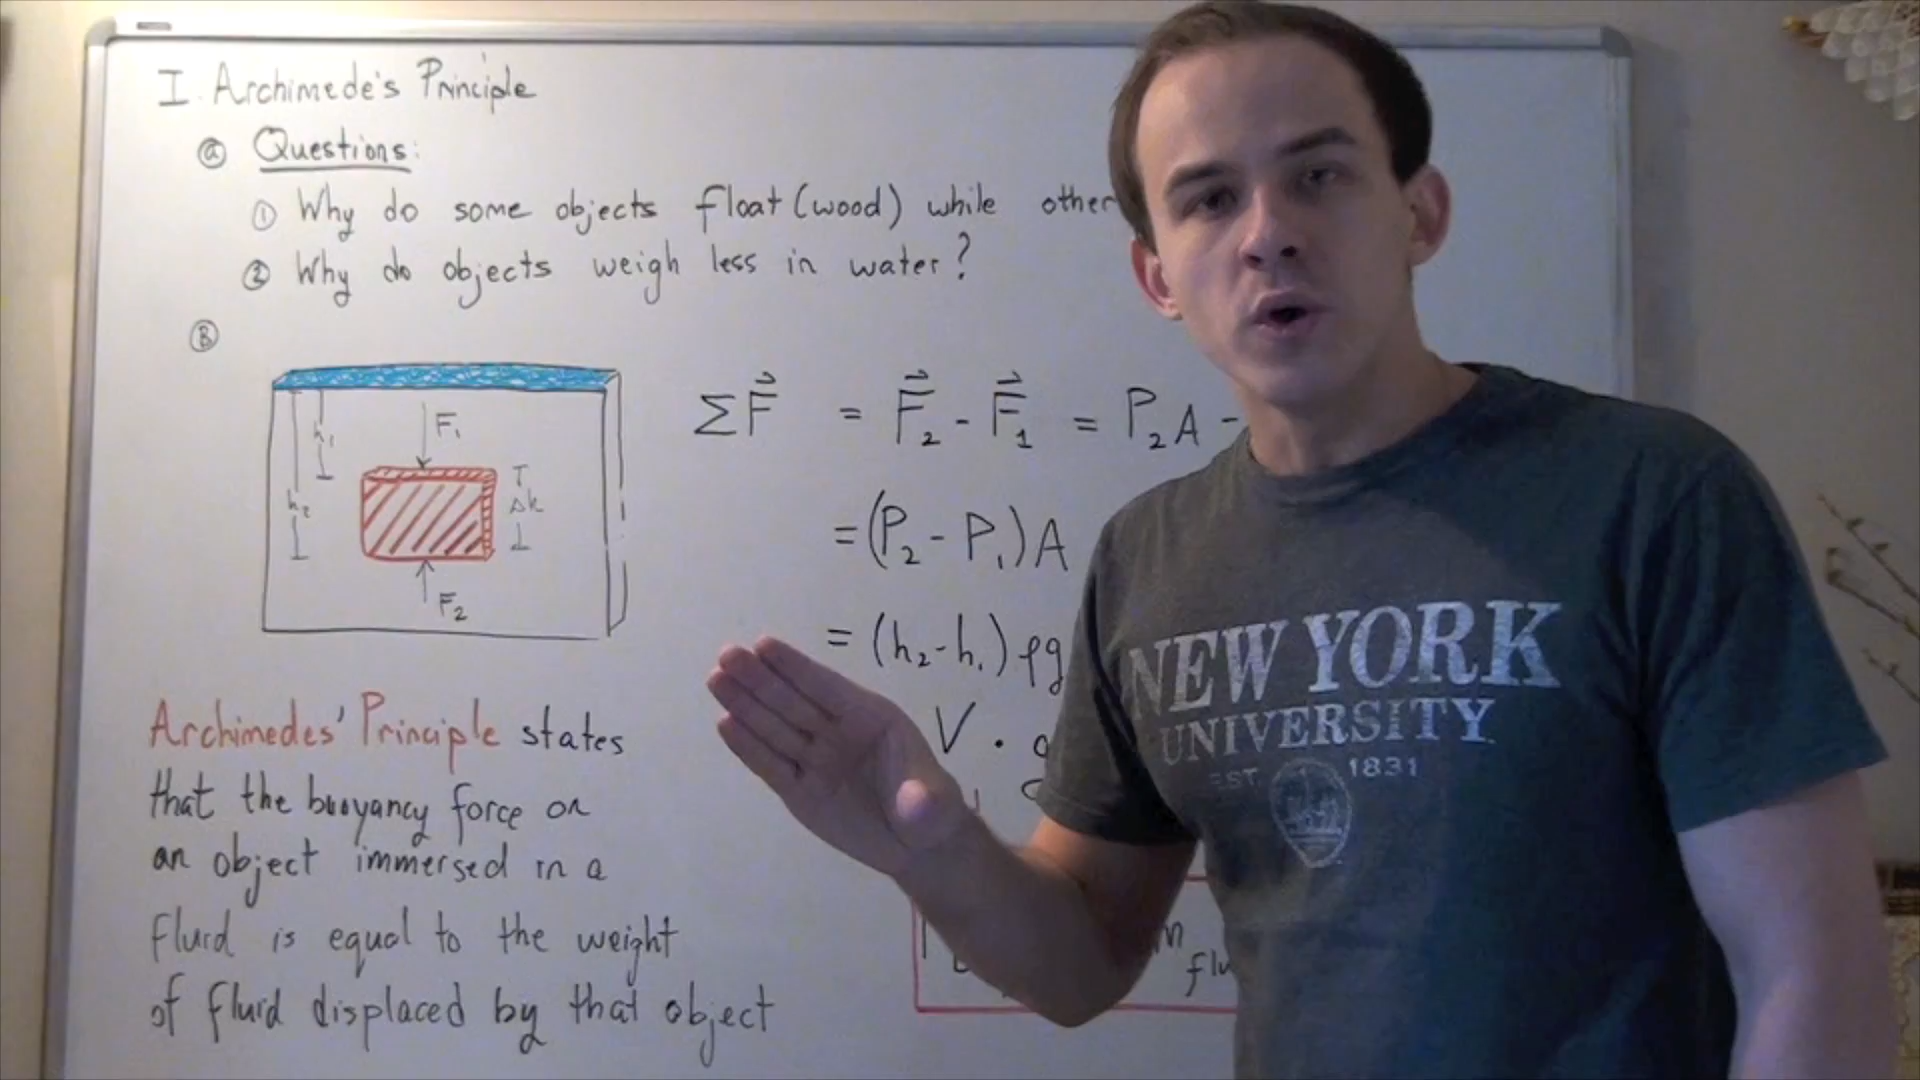 I. Archimede's Principle
ⓐ Questions:
① Why do some objects float (wood) while other
② Why do objects weigh less in water?
Ⓑ
h₁
F₁
h₂
Δh
F₂
ΣF⃗ = F⃗₂ - F⃗₁ = P₂A -
= (P₂ - P₁)A
= (h₂-h₁) ρg
V ·
Archimedes' Principle states
that the buoyancy force on
an object immersed in a
fluid is equal to the weight
of fluid displaced by that object
NEW YORK
UNIVERSITY
EST. 1831